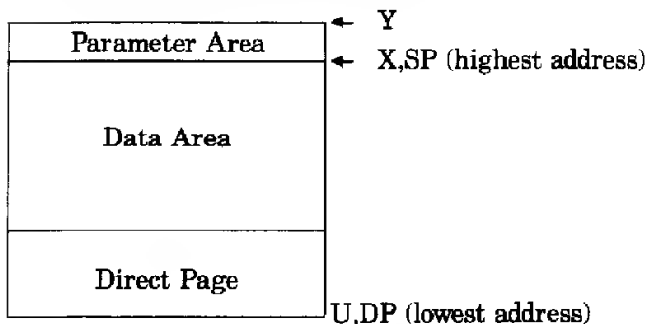 Y
Parameter Area
X,SP (highest address)
Data Area
Direct Page
U,DP (lowest address)